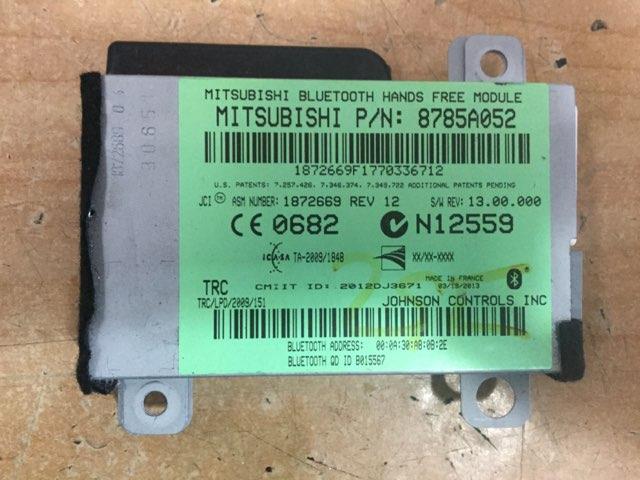 MITSUBISHI BLUETOOTH HANDS FREE MODULE
MITSUBISHI P/N: 8785A052
1872669F1770336712
U.S. PATENTS: 7.257.426. 7.346.374. 7.349.722 ADDITIONAL PATENTS PENDING
JCI ASM NUMBER: 1872669 REV 12 S/W REV: 13.00.000
CE 0682 N12559
ICASA TA-2009/1848 XX/XX-XXXX
TRC CMIIT ID: 2012DJ3671 MADE IN FRANCE 03/19/2013
TRC/LPD/2009/151 JOHNSON CONTROLS INC
BLUETOOTH ADDRESS: 00:0A:30:AB:0B:2E
BLUETOOTH QD ID B015567
30651